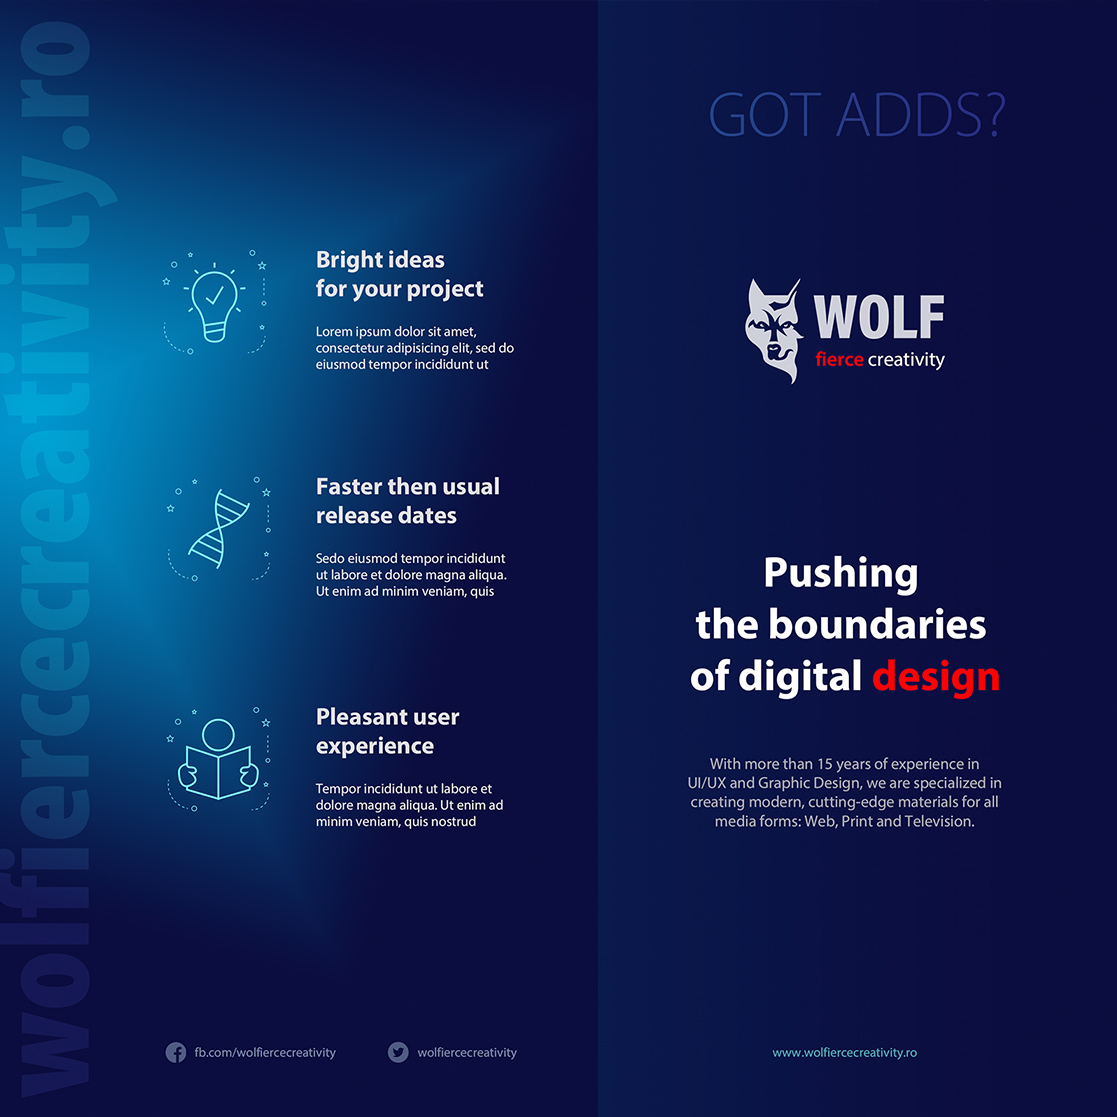 wolfiercecreativity.ro
Bright ideas
for your project
Lorem ipsum dolor sit amet,
consectetur adipisicing elit, sed do
eiusmod tempor incididunt ut
Faster then usual
release dates
Sedo eiusmod tempor incididunt
ut labore et dolore magna aliqua.
Ut enim ad minim veniam, quis
Pleasant user
experience
Tempor incididunt ut labore et
dolore magna aliqua. Ut enim ad
minim veniam, quis nostrud
fb.com/wolfiercecreativity
wolfiercecreativity
GOT ADDS?
WOLF
fierce creativity
Pushing
the boundaries
of digital design
With more than 15 years of experience in
UI/UX and Graphic Design, we are specialized in
creating modern, cutting-edge materials for all
media forms: Web, Print and Television.
www.wolfiercecreativity.ro